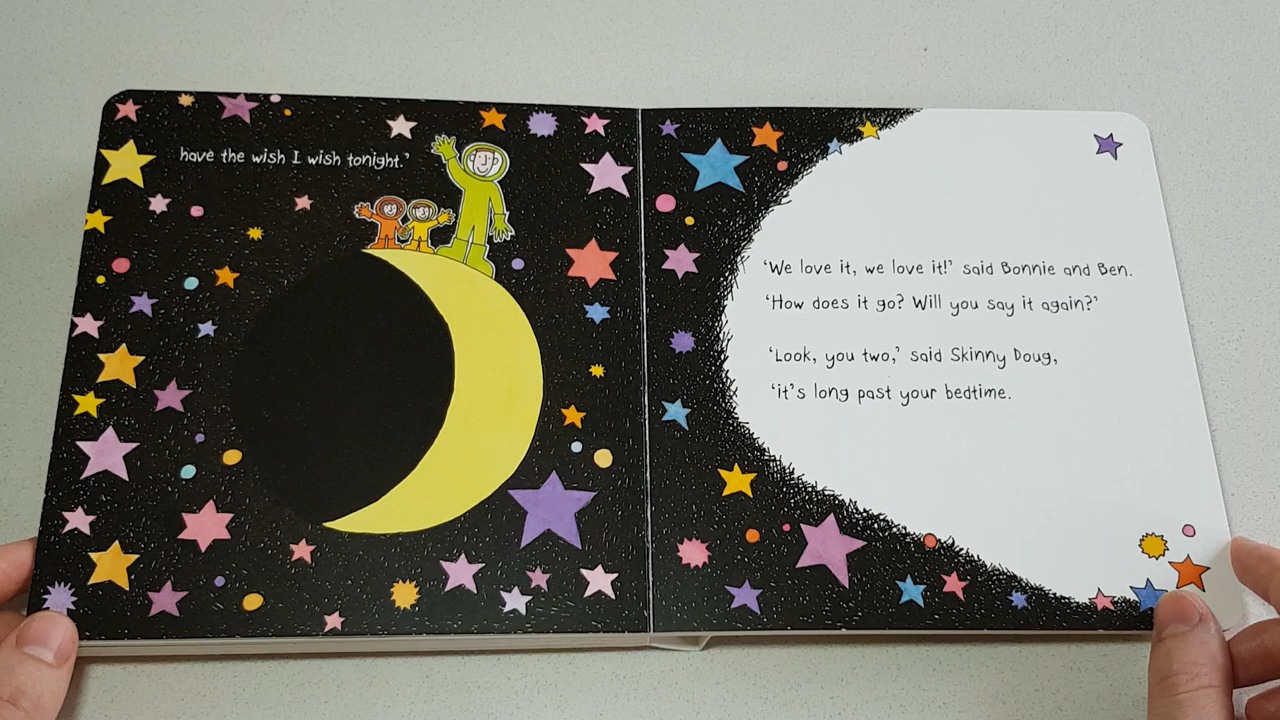 have the wish I wish tonight.’
‘We love it, we love it!’ said Bonnie and Ben.
‘How does it go? Will you say it again?’
‘Look, you two,’ said Skinny Doug,
‘it’s long past your bedtime.